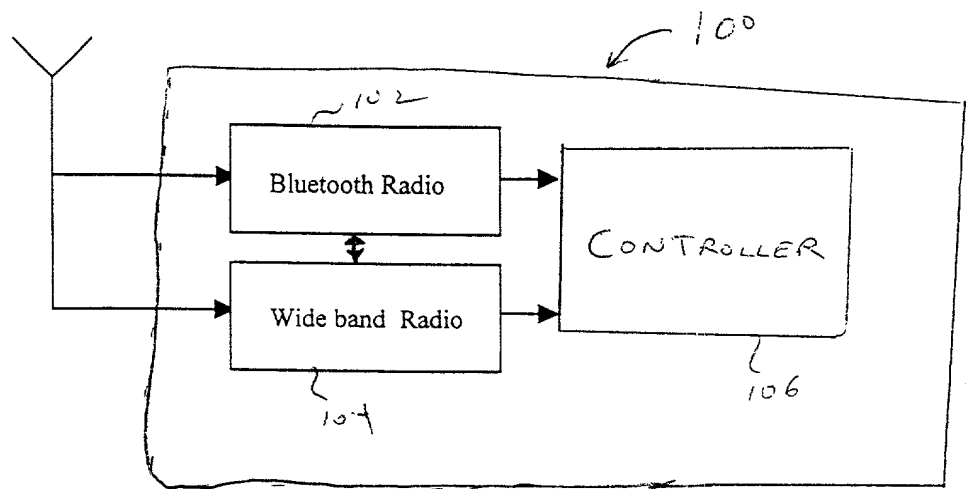 100
102
Bluetooth Radio
CONTROLLER
Wide band Radio
104
106